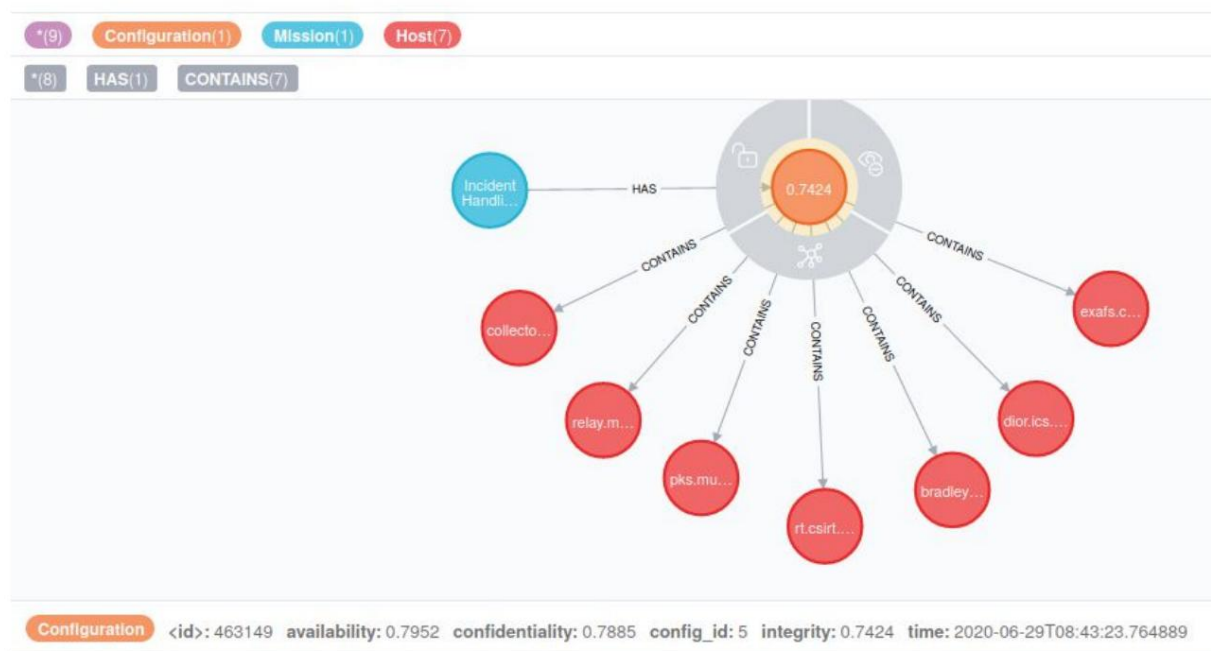 *(9) Configuration(1) Mission(1) Host(7)
*(8) HAS(1) CONTAINS(7)
Incident
Handli...
HAS
0.7424
CONTAINS
CONTAINS
CONTAINS
CONTAINS
CONTAINS
CONTAINS
CONTAINS
collecto...
relay.m...
pks.mu...
rt.csirt....
bradley...
dior.ics....
exafs.c...
Configuration <id>: 463149 availability: 0.7952 confidentiality: 0.7885 config_id: 5 integrity: 0.7424 time: 2020-06-29T08:43:23.764889